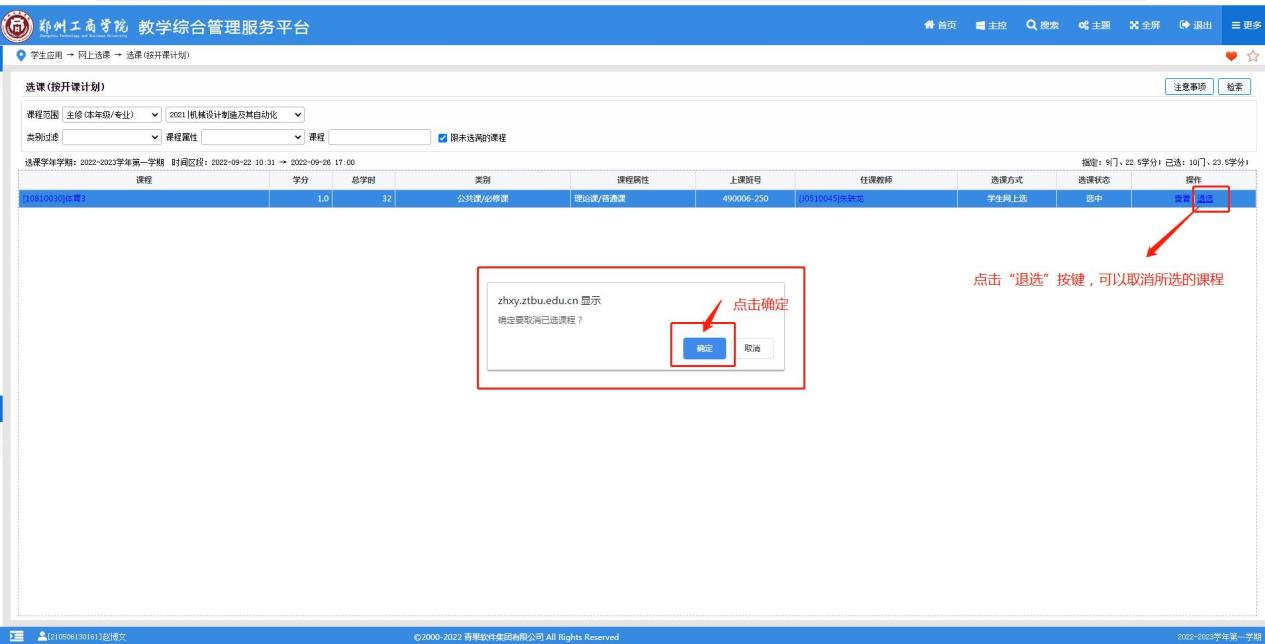 郑州工商学院 教学综合管理服务平台
首页 主控 搜索 主题 全屏 退出 更多
学生应用 → 网上选课 → 选课(按开课计划)
选课(按开课计划) 注意事项 检索
课程范围 主修(本年级/专业) 2021|机械设计制造及其自动化
类别过滤 课程属性 课程 限未选满的课程
选课学年学期：2022-2023学年第一学期 时间区段：2022-09-22 10:31 → 2022-09-26 17:00 指定：9门、22.5学分；已选：10门、23.5学分；
课程 学分 总学时 类别 课程属性 上课班号 任课教师 选课方式 选课状态 操作
[10810030]体育3 1.0 32 公共课/必修课 理论课/普通课 490006-250 [J0510045]朱轶龙 学生网上选 选中 查看 退选
点击“退选”按键，可以取消所选的课程
zhxy.ztbu.edu.cn 显示
点击确定
确定要取消已选课程？
确定 取消
[210506130161]赵博文 ©2000-2022 青果软件集团有限公司 All Rights Reserved 2022-2023学年第一学期